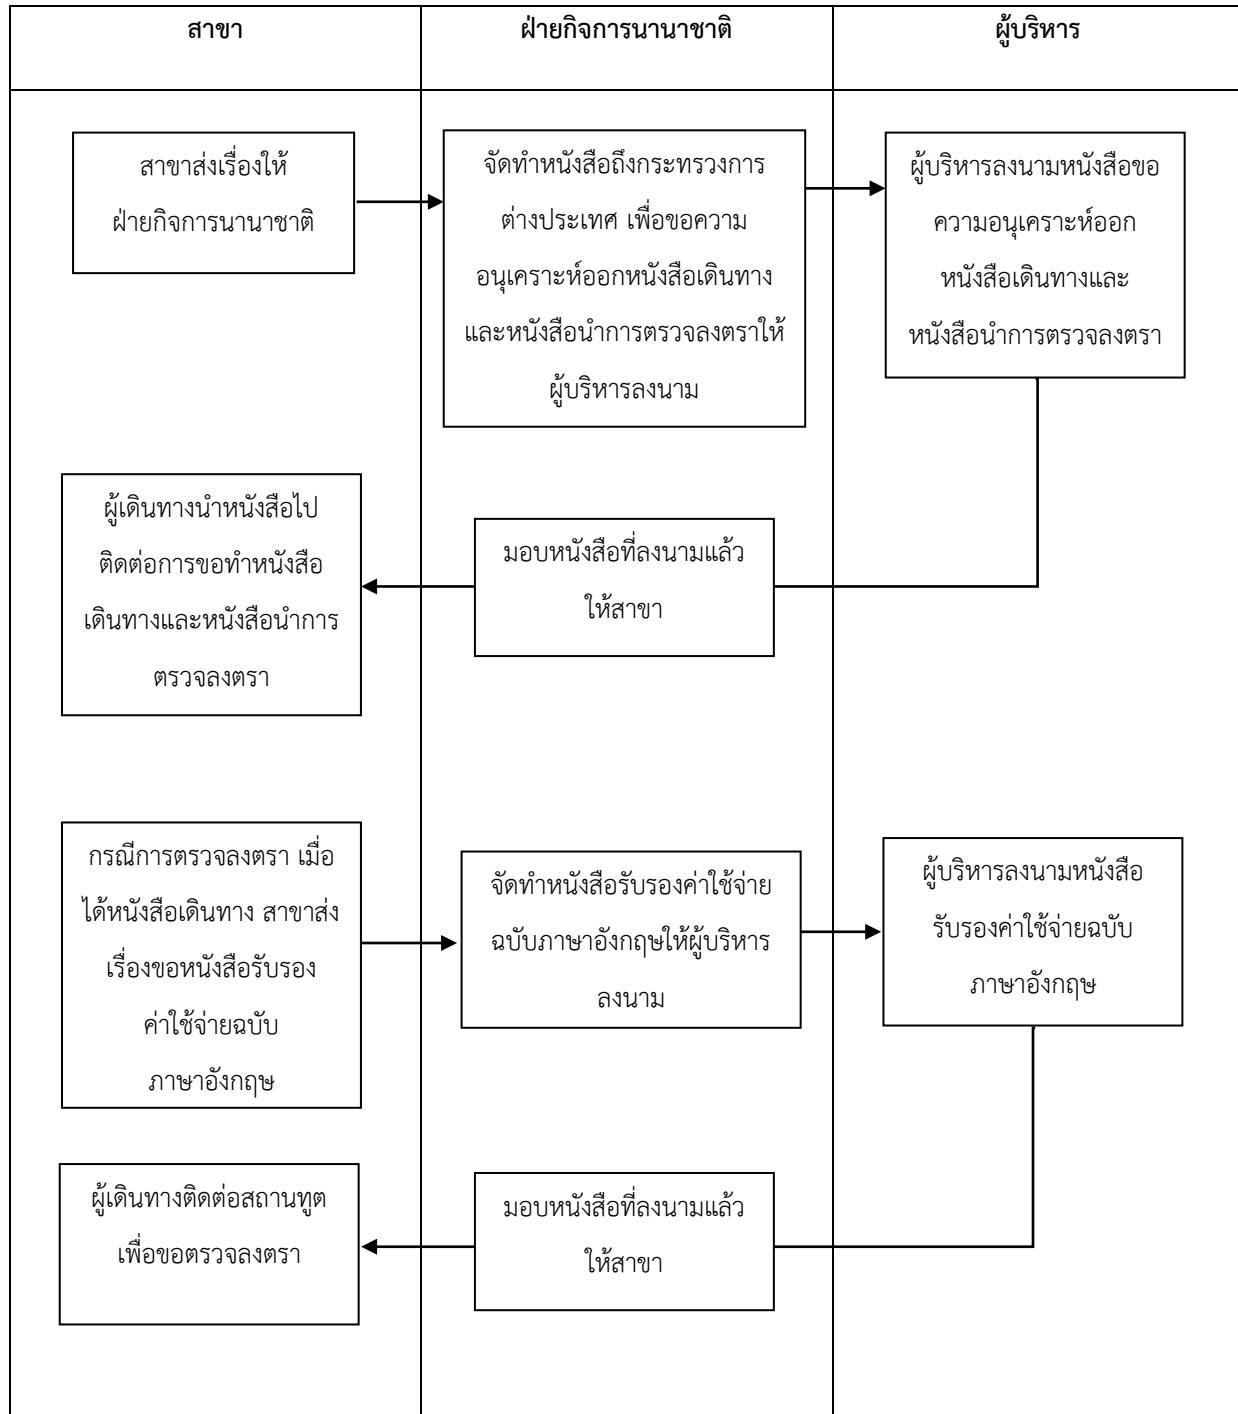 สาขา
ฝ่ายกิจการนานาชาติ
ผู้บริหาร
สาขาส่งเรื่องให้
ฝ่ายกิจการนานาชาติ
จัดทำหนังสือถึงกระทรวงการ
ต่างประเทศ เพื่อขอความ
อนุเคราะห์ออกหนังสือเดินทาง
และหนังสือนำการตรวจลงตราให้
ผู้บริหารลงนาม
ผู้บริหารลงนามหนังสือขอ
ความอนุเคราะห์ออก
หนังสือเดินทางและ
หนังสือนำการตรวจลงตรา
ผู้เดินทางนำหนังสือไป
ติดต่อการขอทำหนังสือ
เดินทางและหนังสือนำการ
ตรวจลงตรา
มอบหนังสือที่ลงนามแล้ว
ให้สาขา
กรณีการตรวจลงตรา เมื่อ
ได้หนังสือเดินทาง สาขาส่ง
เรื่องขอหนังสือรับรอง
ค่าใช้จ่ายฉบับ
ภาษาอังกฤษ
จัดทำหนังสือรับรองค่าใช้จ่าย
ฉบับภาษาอังกฤษให้ผู้บริหาร
ลงนาม
ผู้บริหารลงนามหนังสือ
รับรองค่าใช้จ่ายฉบับ
ภาษาอังกฤษ
ผู้เดินทางติดต่อสถานทูต
เพื่อขอตรวจลงตรา
มอบหนังสือที่ลงนามแล้ว
ให้สาขา